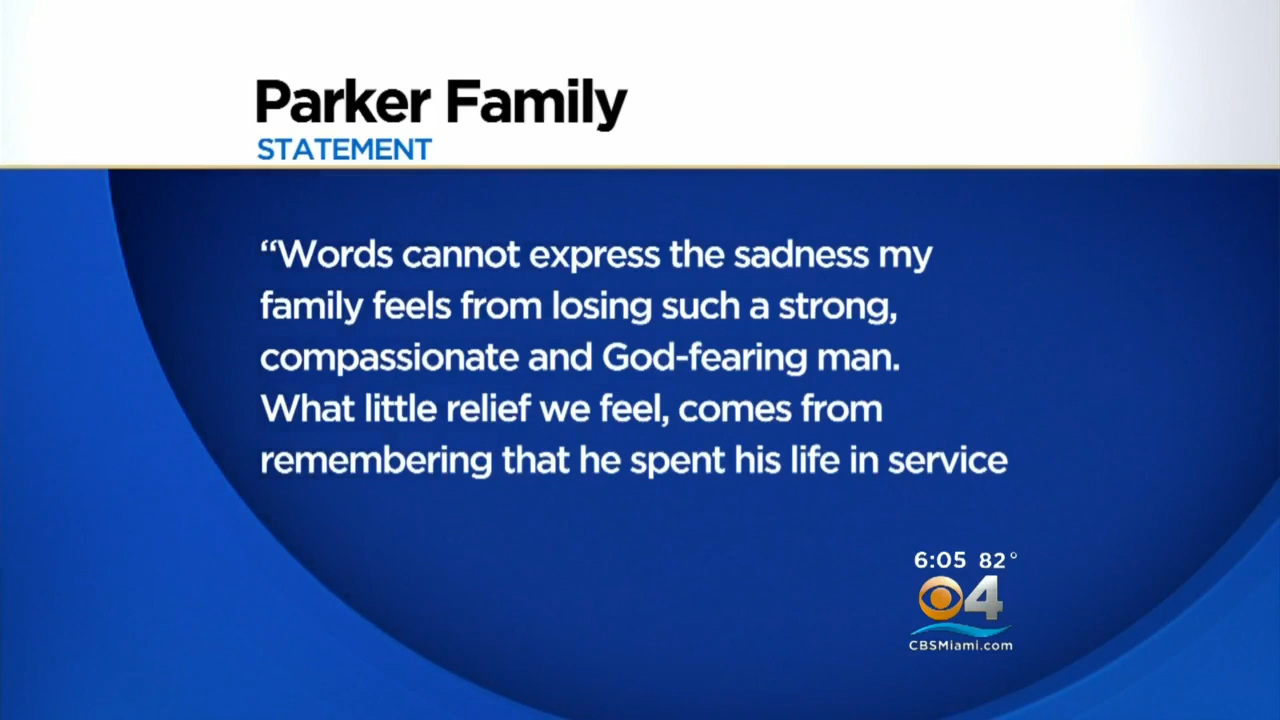 Parker Family
STATEMENT
“Words cannot express the sadness my
family feels from losing such a strong,
compassionate and God-fearing man.
What little relief we feel, comes from
remembering that he spent his life in service
6:05 82°
4
CBSMiami.com